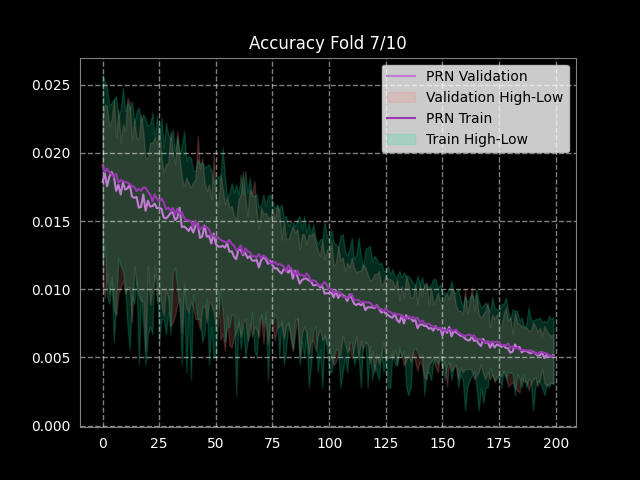 Accuracy Fold 7/10
PRN Validation
Validation High-Low
PRN Train
Train High-Low
0.025
0.020
0.015
0.010
0.005
0.000
0 25 50 75 100 125 150 175 200